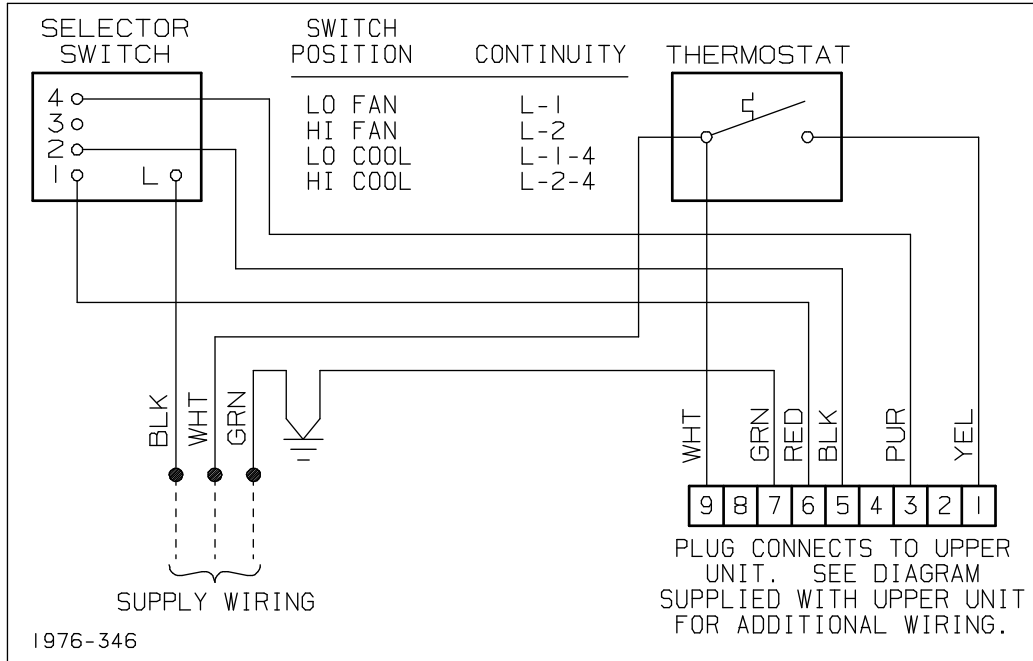 SELECTOR
SWITCH
4
3
2
1
L
SWITCH
POSITION CONTINUITY
LO FAN L-1
HI FAN L-2
LO COOL L-1-4
HI COOL L-2-4
THERMOSTAT
BLK
WHT
GRN
WHT
GRN
RED
BLK
PUR
YEL
9 8 7 6 5 4 3 2 1
SUPPLY WIRING
PLUG CONNECTS TO UPPER
UNIT. SEE DIAGRAM
SUPPLIED WITH UPPER UNIT
FOR ADDITIONAL WIRING.
1976-346